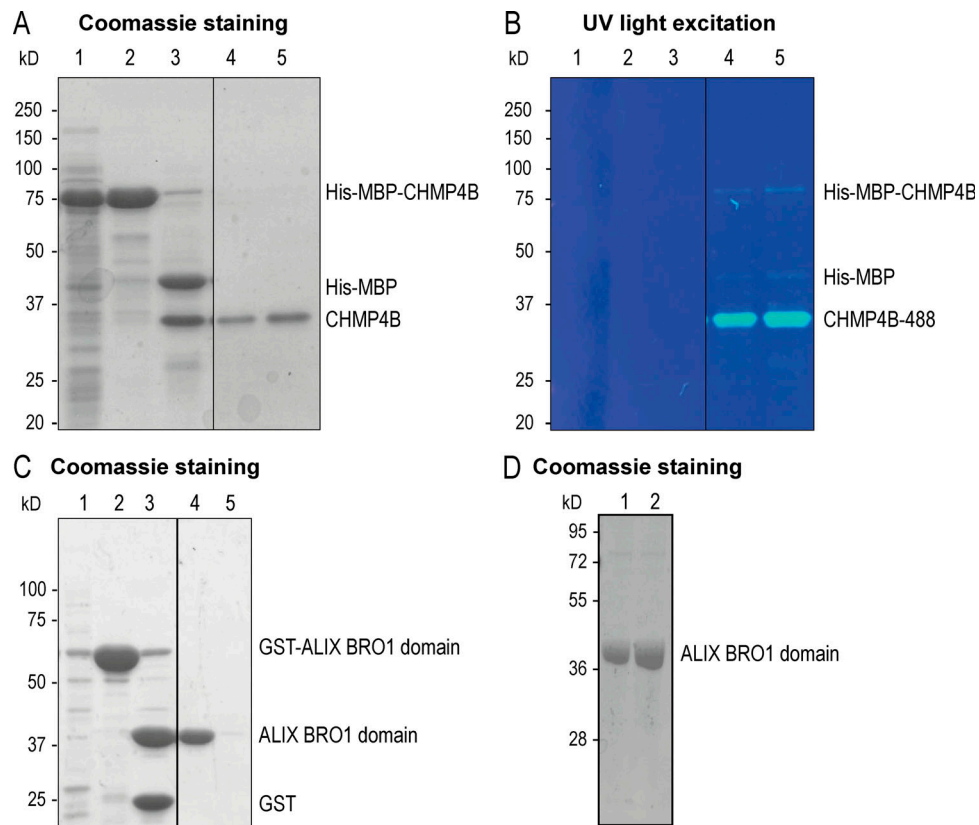 A Coomassie staining
kD 1 2 3 4 5
250
150
100
75
50
37
25
20
His-MBP-CHMP4B
His-MBP
CHMP4B
B UV light excitation
kD 1 2 3 4 5
250
150
100
75
50
37
25
20
His-MBP-CHMP4B
His-MBP
CHMP4B-488
C Coomassie staining
kD 1 2 3 4 5
100
75
50
37
25
GST-ALIX BRO1 domain
ALIX BRO1 domain
GST
D Coomassie staining
kD 1 2
95
72
55
36
28
ALIX BRO1 domain